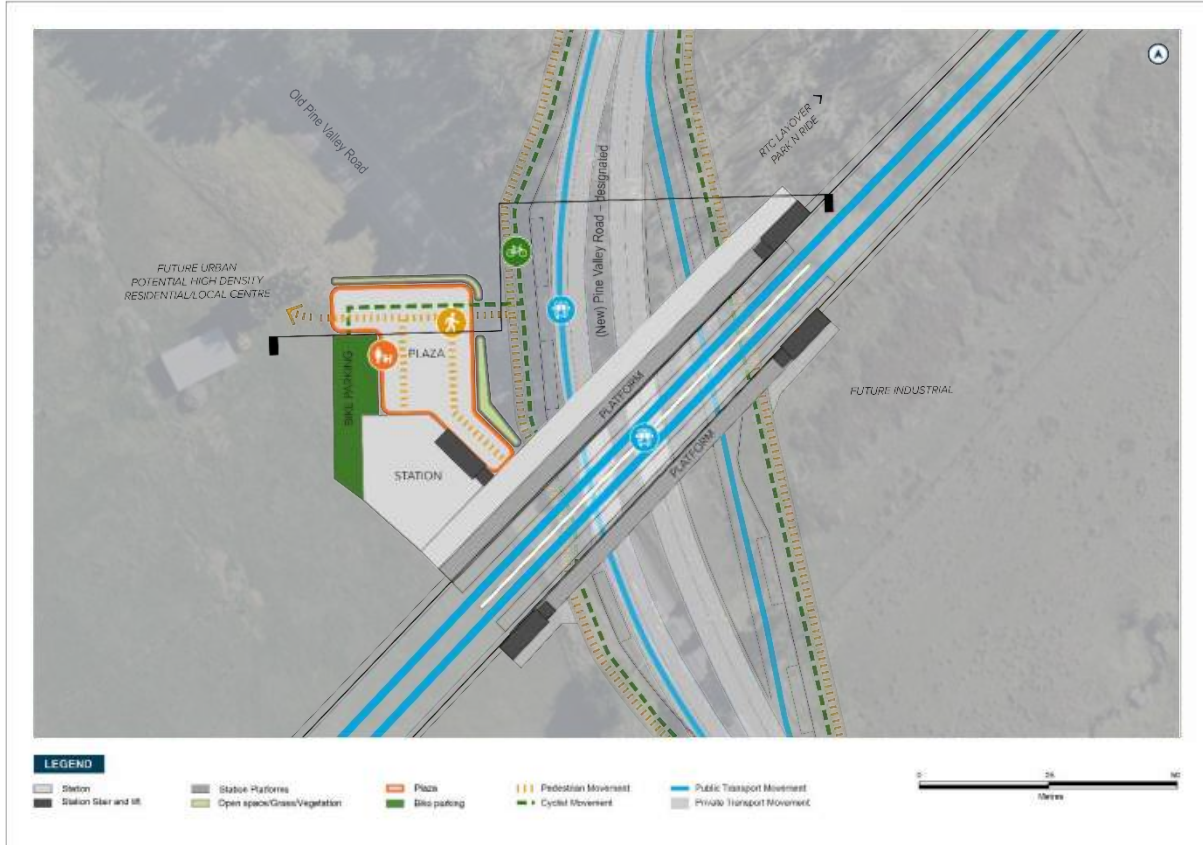 Old Pine Valley Road
RTC LAYOVER
PARK N RIDE
(New) Pine Valley Road - designated
FUTURE URBAN
POTENTIAL HIGH DENSITY
RESIDENTIAL/LOCAL CENTRE
PLAZA
BIKE PARKING
PLATFORM
FUTURE INDUSTRIAL
PLATFORM
STATION
LEGEND
Station
Station Stair and lift
Station Platforms
Open space/Grass/Vegetation
Plaza
Bike parking
Pedestrian Movement
Cyclist Movement
Public Transport Movement
Private Transport Movement
0
25
50
Metres